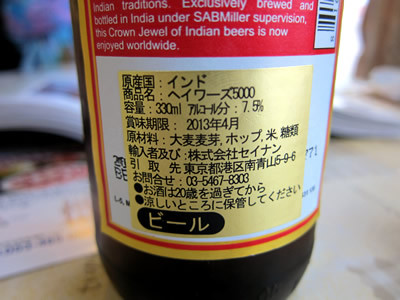 Indian traditions. Exclusively brewed and
bottled in India under SABMiller supervision,
this Crown Jewel of Indian beers is now
enjoyed worldwide.
原産国：インド
商品名：ヘイワーズ5000
容量：330ml アルコール分：7.5%
賞味期限：2013年4月
原材料：大麦麦芽、ホップ、米、糖類
輸入者及び：株式会社セイナン
引取先 東京都港区南青山5-9-6
お問合せ：03-5467-8303
●お酒は20歳を過ぎてから
●涼しいところに保管してください
ビール